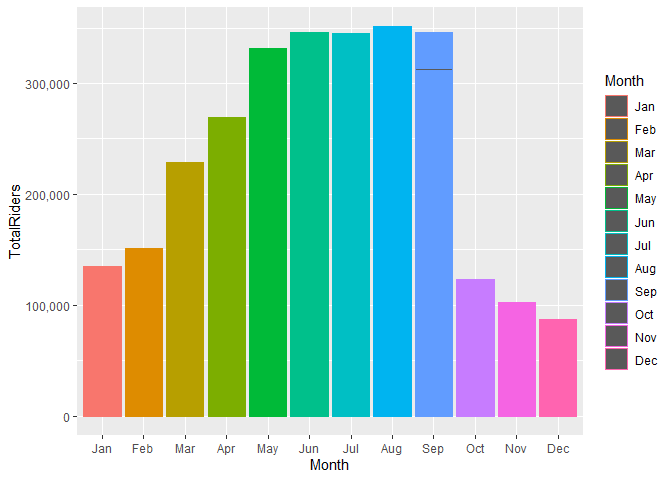 300,000
200,000
100,000
0
TotalRiders
Jan Feb Mar Apr May Jun Jul Aug Sep Oct Nov Dec
Month
Month
Jan
Feb
Mar
Apr
May
Jun
Jul
Aug
Sep
Oct
Nov
Dec